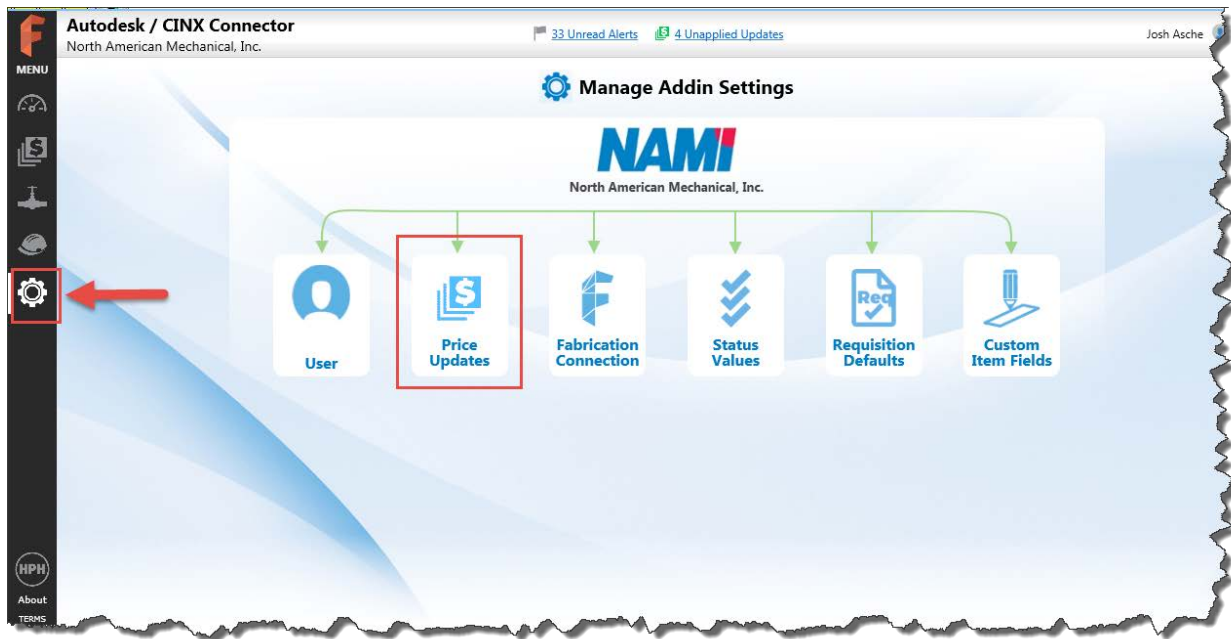 Autodesk / CINX Connector
North American Mechanical, Inc.
33 Unread Alerts
4 Unapplied Updates
Josh Asche
MENU
Manage Addin Settings
NAMI
North American Mechanical, Inc.
User
Price
Updates
Fabrication
Connection
Status
Values
Req
Requisition
Defaults
Custom
Item Fields
HPH
About
TERMS